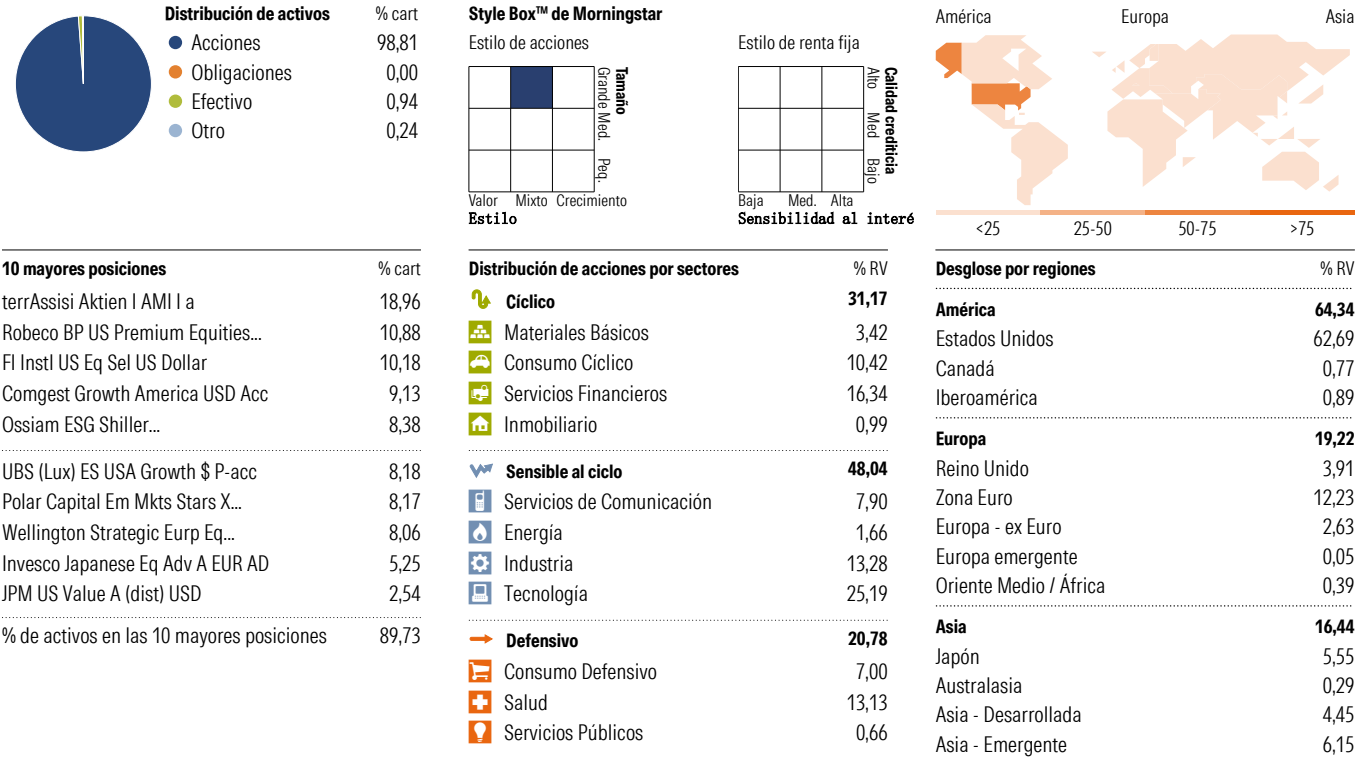 Distribución de activos % cart
Acciones 98,81
Obligaciones 0,00
Efectivo 0,94
Otro 0,24
Style Box™ de Morningstar
Estilo de acciones
Tamaño
Grande Med. Peq.
Valor Mixto Crecimiento
Estilo
Estilo de renta fija
Calidad crediticia
Alto Med Bajo
Baja Med. Alta
Sensibilidad al interé
América Europa Asia
<25 25-50 50-75 >75
10 mayores posiciones % cart
terrAssisi Aktien I AMI I a 18,96
Robeco BP US Premium Equities... 10,88
FI Instl US Eq Sel US Dollar 10,18
Comgest Growth America USD Acc 9,13
Ossiam ESG Shiller... 8,38
UBS (Lux) ES USA Growth $ P-acc 8,18
Polar Capital Em Mkts Stars X... 8,17
Wellington Strategic Eurp Eq... 8,06
Invesco Japanese Eq Adv A EUR AD 5,25
JPM US Value A (dist) USD 2,54
% de activos en las 10 mayores posiciones 89,73
Distribución de acciones por sectores % RV
Cíclico 31,17
Materiales Básicos 3,42
Consumo Cíclico 10,42
Servicios Financieros 16,34
Inmobiliario 0,99
Sensible al ciclo 48,04
Servicios de Comunicación 7,90
Energía 1,66
Industria 13,28
Tecnología 25,19
Defensivo 20,78
Consumo Defensivo 7,00
Salud 13,13
Servicios Públicos 0,66
Desglose por regiones % RV
América 64,34
Estados Unidos 62,69
Canadá 0,77
Iberoamérica 0,89
Europa 19,22
Reino Unido 3,91
Zona Euro 12,23
Europa - ex Euro 2,63
Europa emergente 0,05
Oriente Medio / África 0,39
Asia 16,44
Japón 5,55
Australasia 0,29
Asia - Desarrollada 4,45
Asia - Emergente 6,15